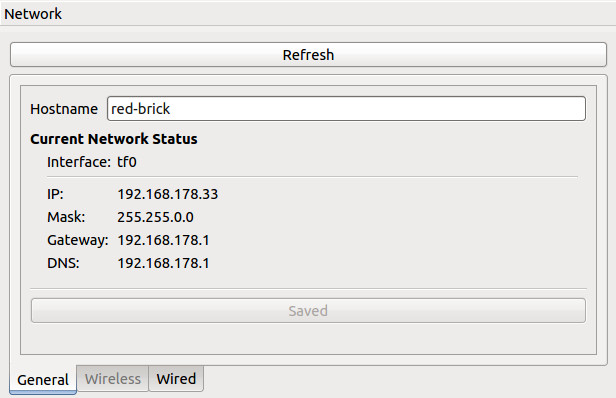 Network
Refresh
Hostname red-brick
Current Network Status
Interface: tf0
IP: 192.168.178.33
Mask: 255.255.0.0
Gateway: 192.168.178.1
DNS: 192.168.178.1
Saved
General Wireless Wired